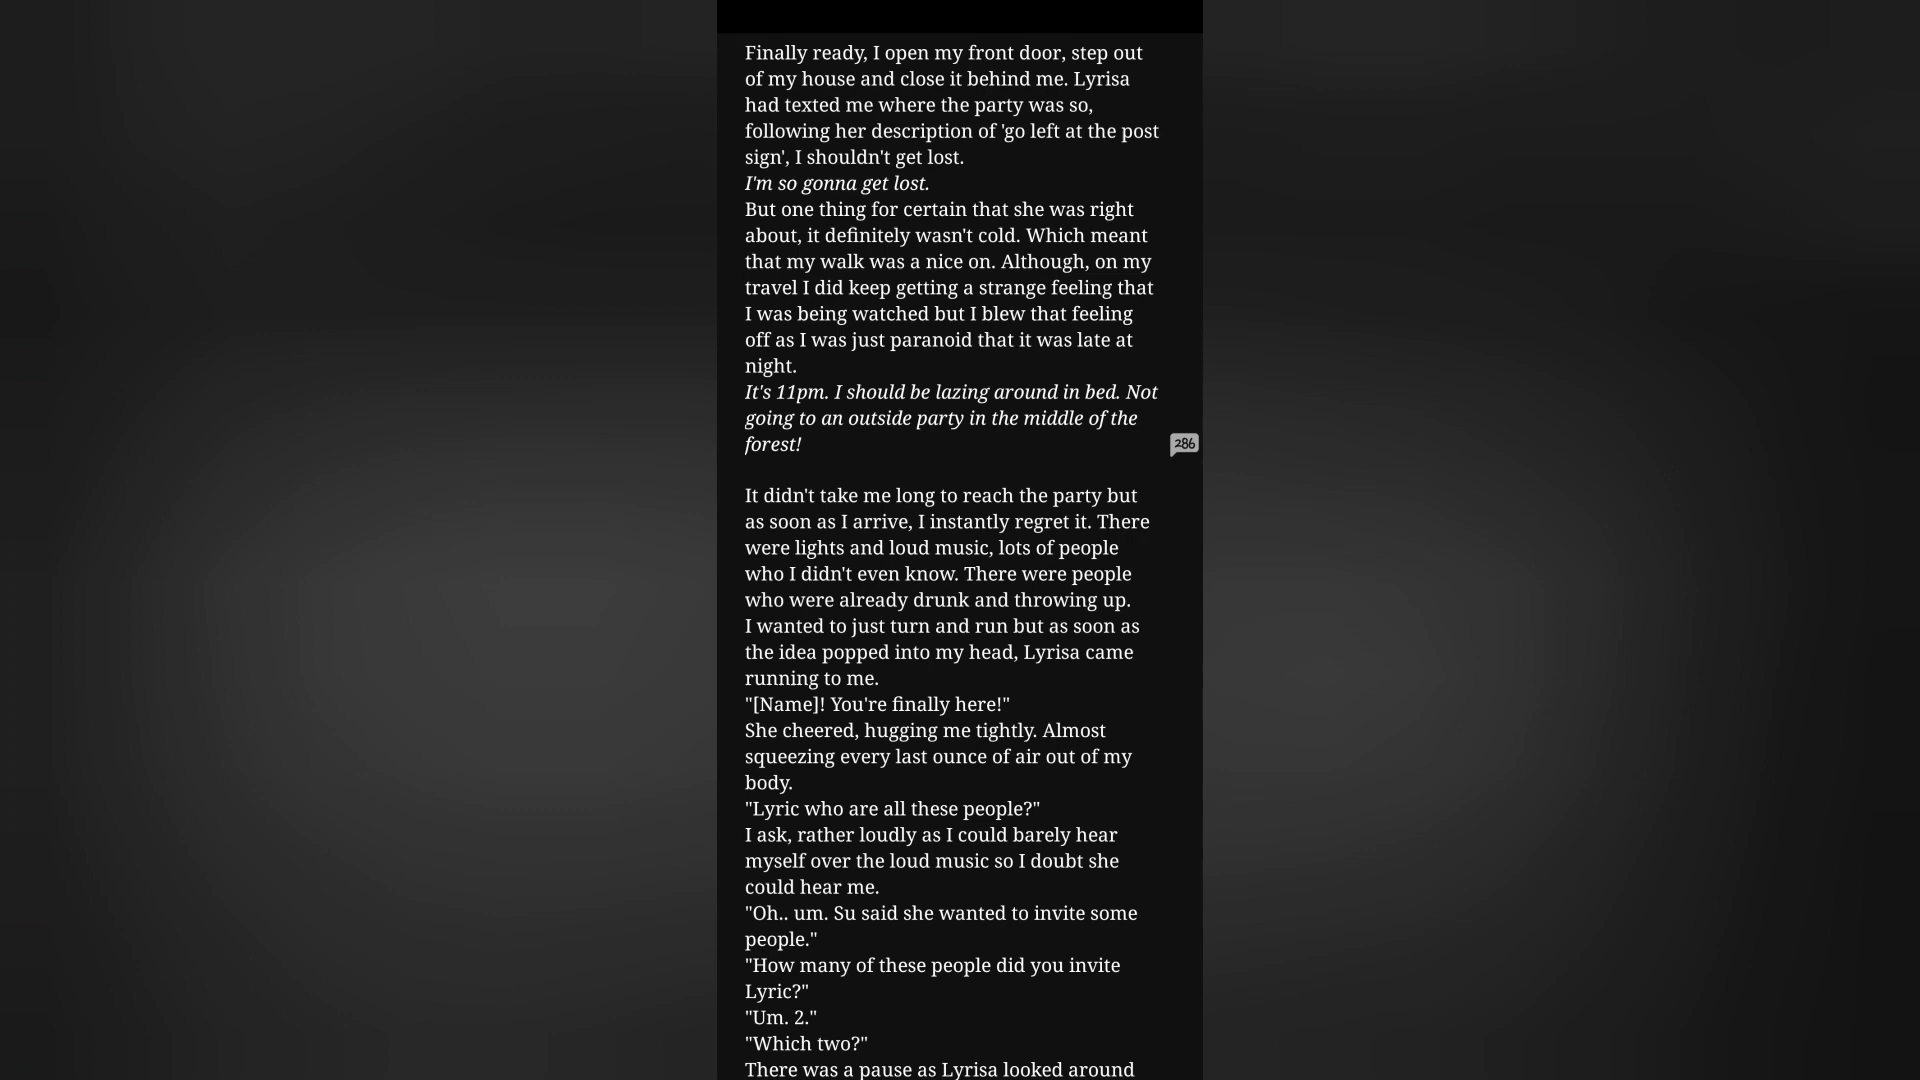 Finally ready, I open my front door, step out
of my house and close it behind me. Lyrisa
had texted me where the party was so,
following her description of 'go left at the post
sign', I shouldn't get lost.
I'm so gonna get lost.
But one thing for certain that she was right
about, it definitely wasn't cold. Which meant
that my walk was a nice on. Although, on my
travel I did keep getting a strange feeling that
I was being watched but I blew that feeling
off as I was just paranoid that it was late at
night.
It's 11pm. I should be lazing around in bed. Not
going to an outside party in the middle of the
forest!
286
It didn't take me long to reach the party but
as soon as I arrive, I instantly regret it. There
were lights and loud music, lots of people
who I didn't even know. There were people
who were already drunk and throwing up.
I wanted to just turn and run but as soon as
the idea popped into my head, Lyrisa came
running to me.
"[Name]! You're finally here!"
She cheered, hugging me tightly. Almost
squeezing every last ounce of air out of my
body.
"Lyric who are all these people?"
I ask, rather loudly as I could barely hear
myself over the loud music so I doubt she
could hear me.
"Oh.. um. Su said she wanted to invite some
people."
"How many of these people did you invite
Lyric?"
"Um. 2."
"Which two?"
There was a pause as Lyrisa looked around